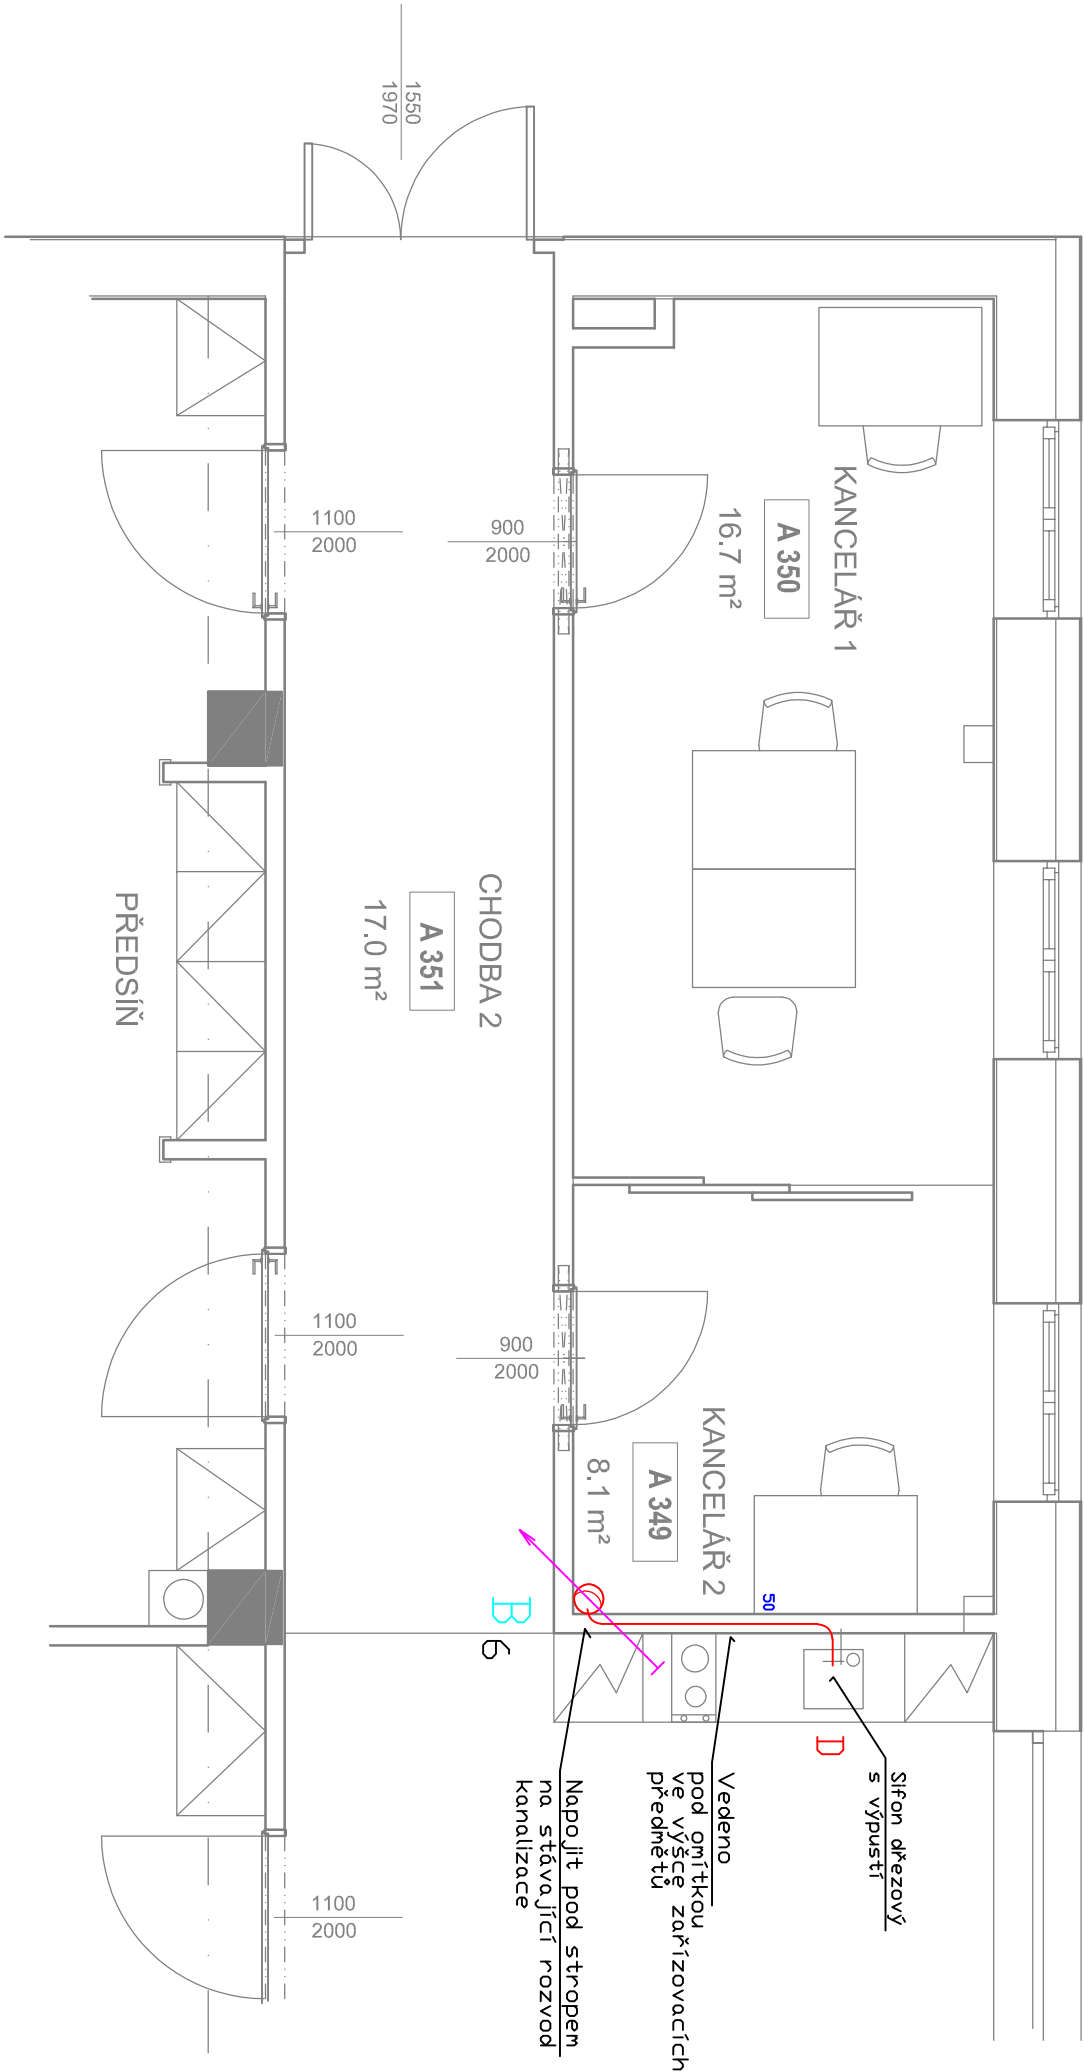 1550
1970
KANCELÁŘ 1
A 350
16.7 m²
1100
2000
900
2000
CHODBA 2
A 351
17.0 m²
PŘEDSÍŇ
1100
2000
900
2000
KANCELÁŘ 2
A 349
8.1 m²
50
B 6
D
Sifon dřezový
s výpustí
Vedeno
pod omítkou
ve výšce zařízovacích
předmětů
Napojit pod stropem
na stávající rozvod
kanalizace
1100
2000